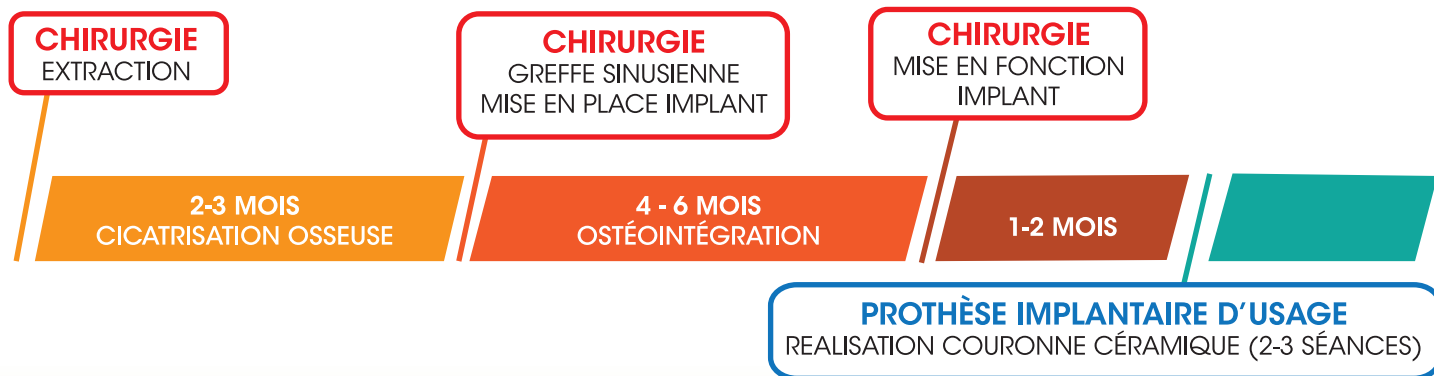 CHIRURGIE
EXTRACTION
CHIRURGIE
GREFFE SINUSIENNE
MISE EN PLACE IMPLANT
CHIRURGIE
MISE EN FONCTION
IMPLANT
2-3 MOIS
CICATRISATION OSSEUSE
4 - 6 MOIS
OSTÉOINTÉGRATION
1-2 MOIS
PROTHÈSE IMPLANTAIRE D'USAGE
REALISATION COURONNE CÉRAMIQUE (2-3 SÉANCES)